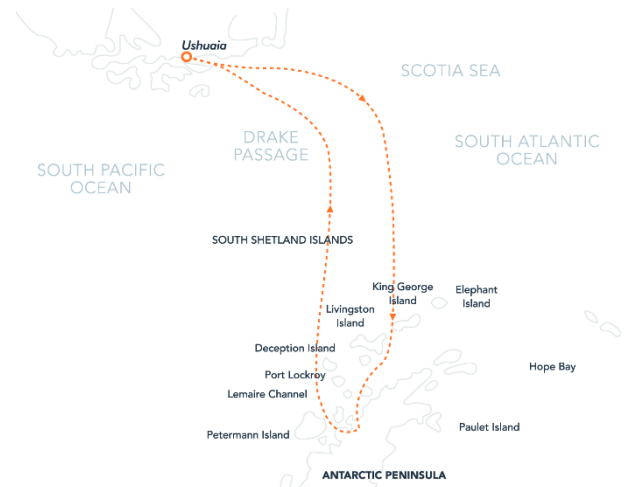 Ushuaia
SCOTIA SEA
DRAKE
PASSAGE
SOUTH ATLANTIC
OCEAN
SOUTH PACIFIC
OCEAN
SOUTH SHETLAND ISLANDS
King George
Island
Elephant
Island
Livingston
Island
Deception Island
Hope Bay
Port Lockroy
Lemaire Channel
Petermann Island
Paulet Island
ANTARCTIC PENINSULA